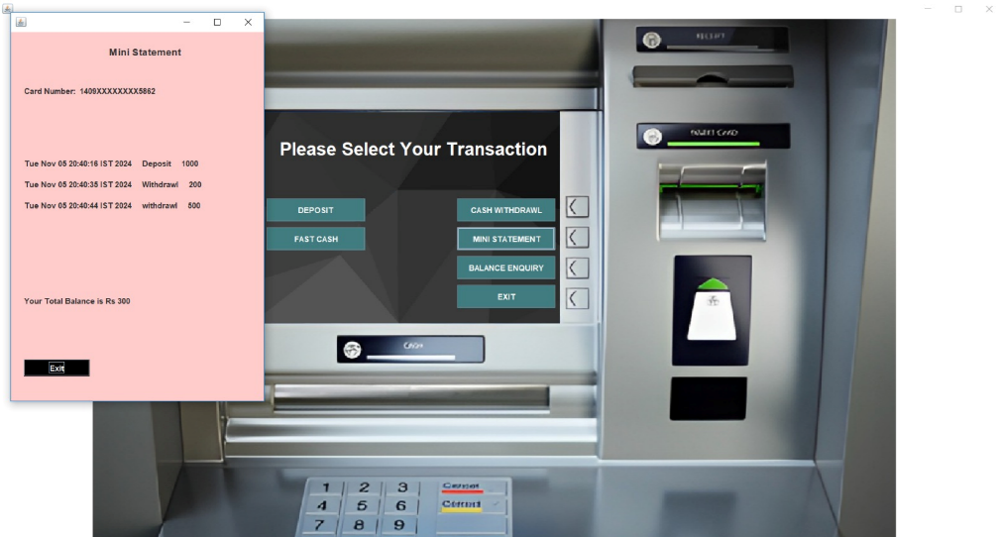 Mini Statement
Card Number: 1409XXXXXXXX5862
Tue Nov 05 20:40:16 IST 2024 Deposit 1000
Tue Nov 05 20:40:35 IST 2024 Withdrawl 200
Tue Nov 05 20:40:44 IST 2024 withdrawl 500
Your Total Balance is Rs 300
Exit
Please Select Your Transaction
DEPOSIT
CASH WITHDRAWL
FAST CASH
MINI STATEMENT
BALANCE ENQUIRY
EXIT
CASH
1 2 3
4 5 6
7 8 9